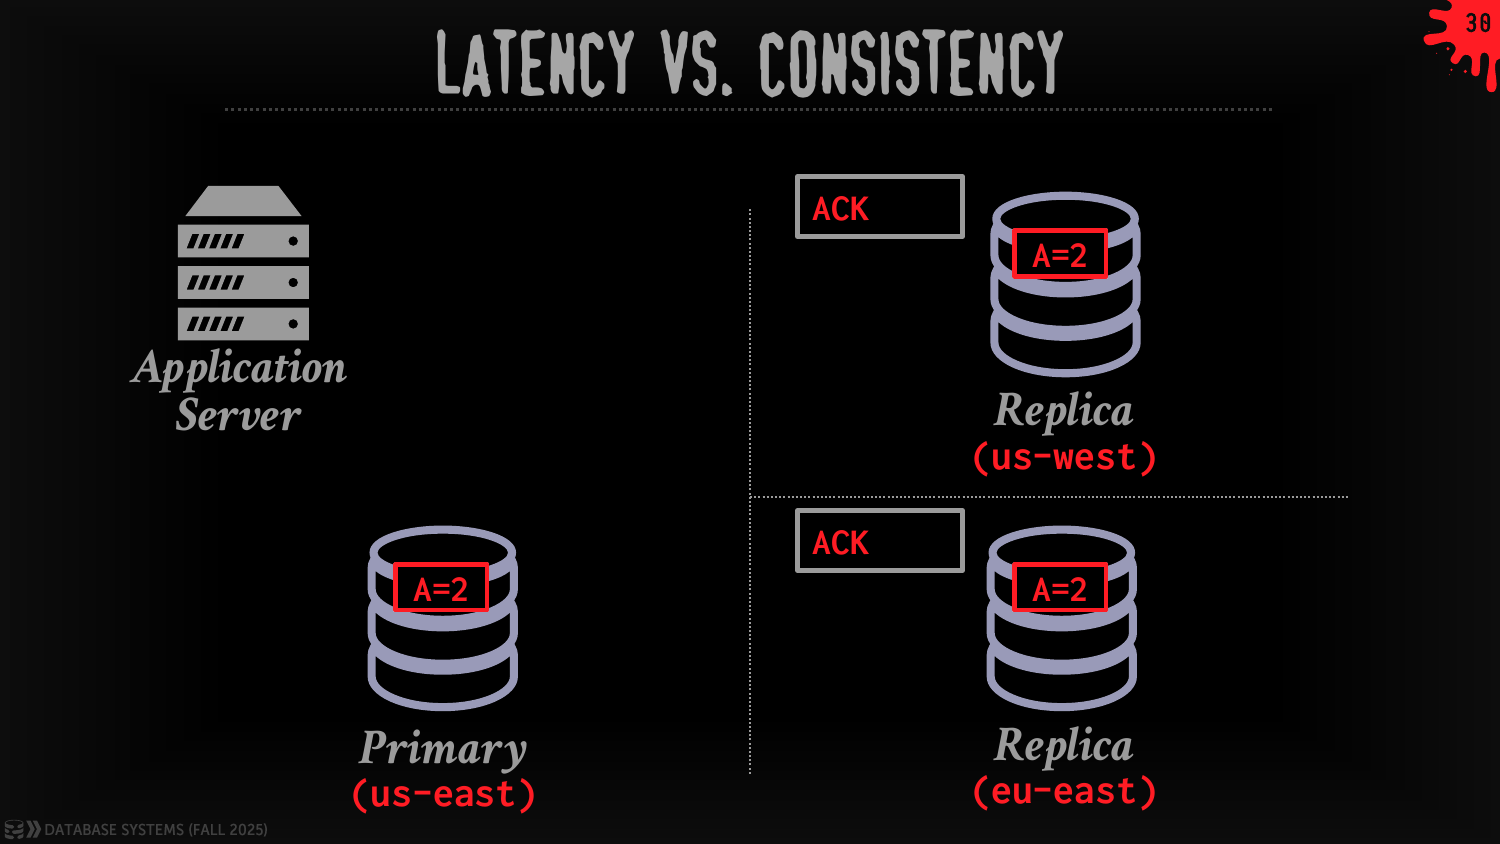 LATENCY VS. CONSISTENCY
30
Application
Server
ACK
A=2
Replica
(us-west)
A=2
Primary
(us-east)
ACK
A=2
Replica
(eu-east)
DATABASE SYSTEMS (FALL 2025)